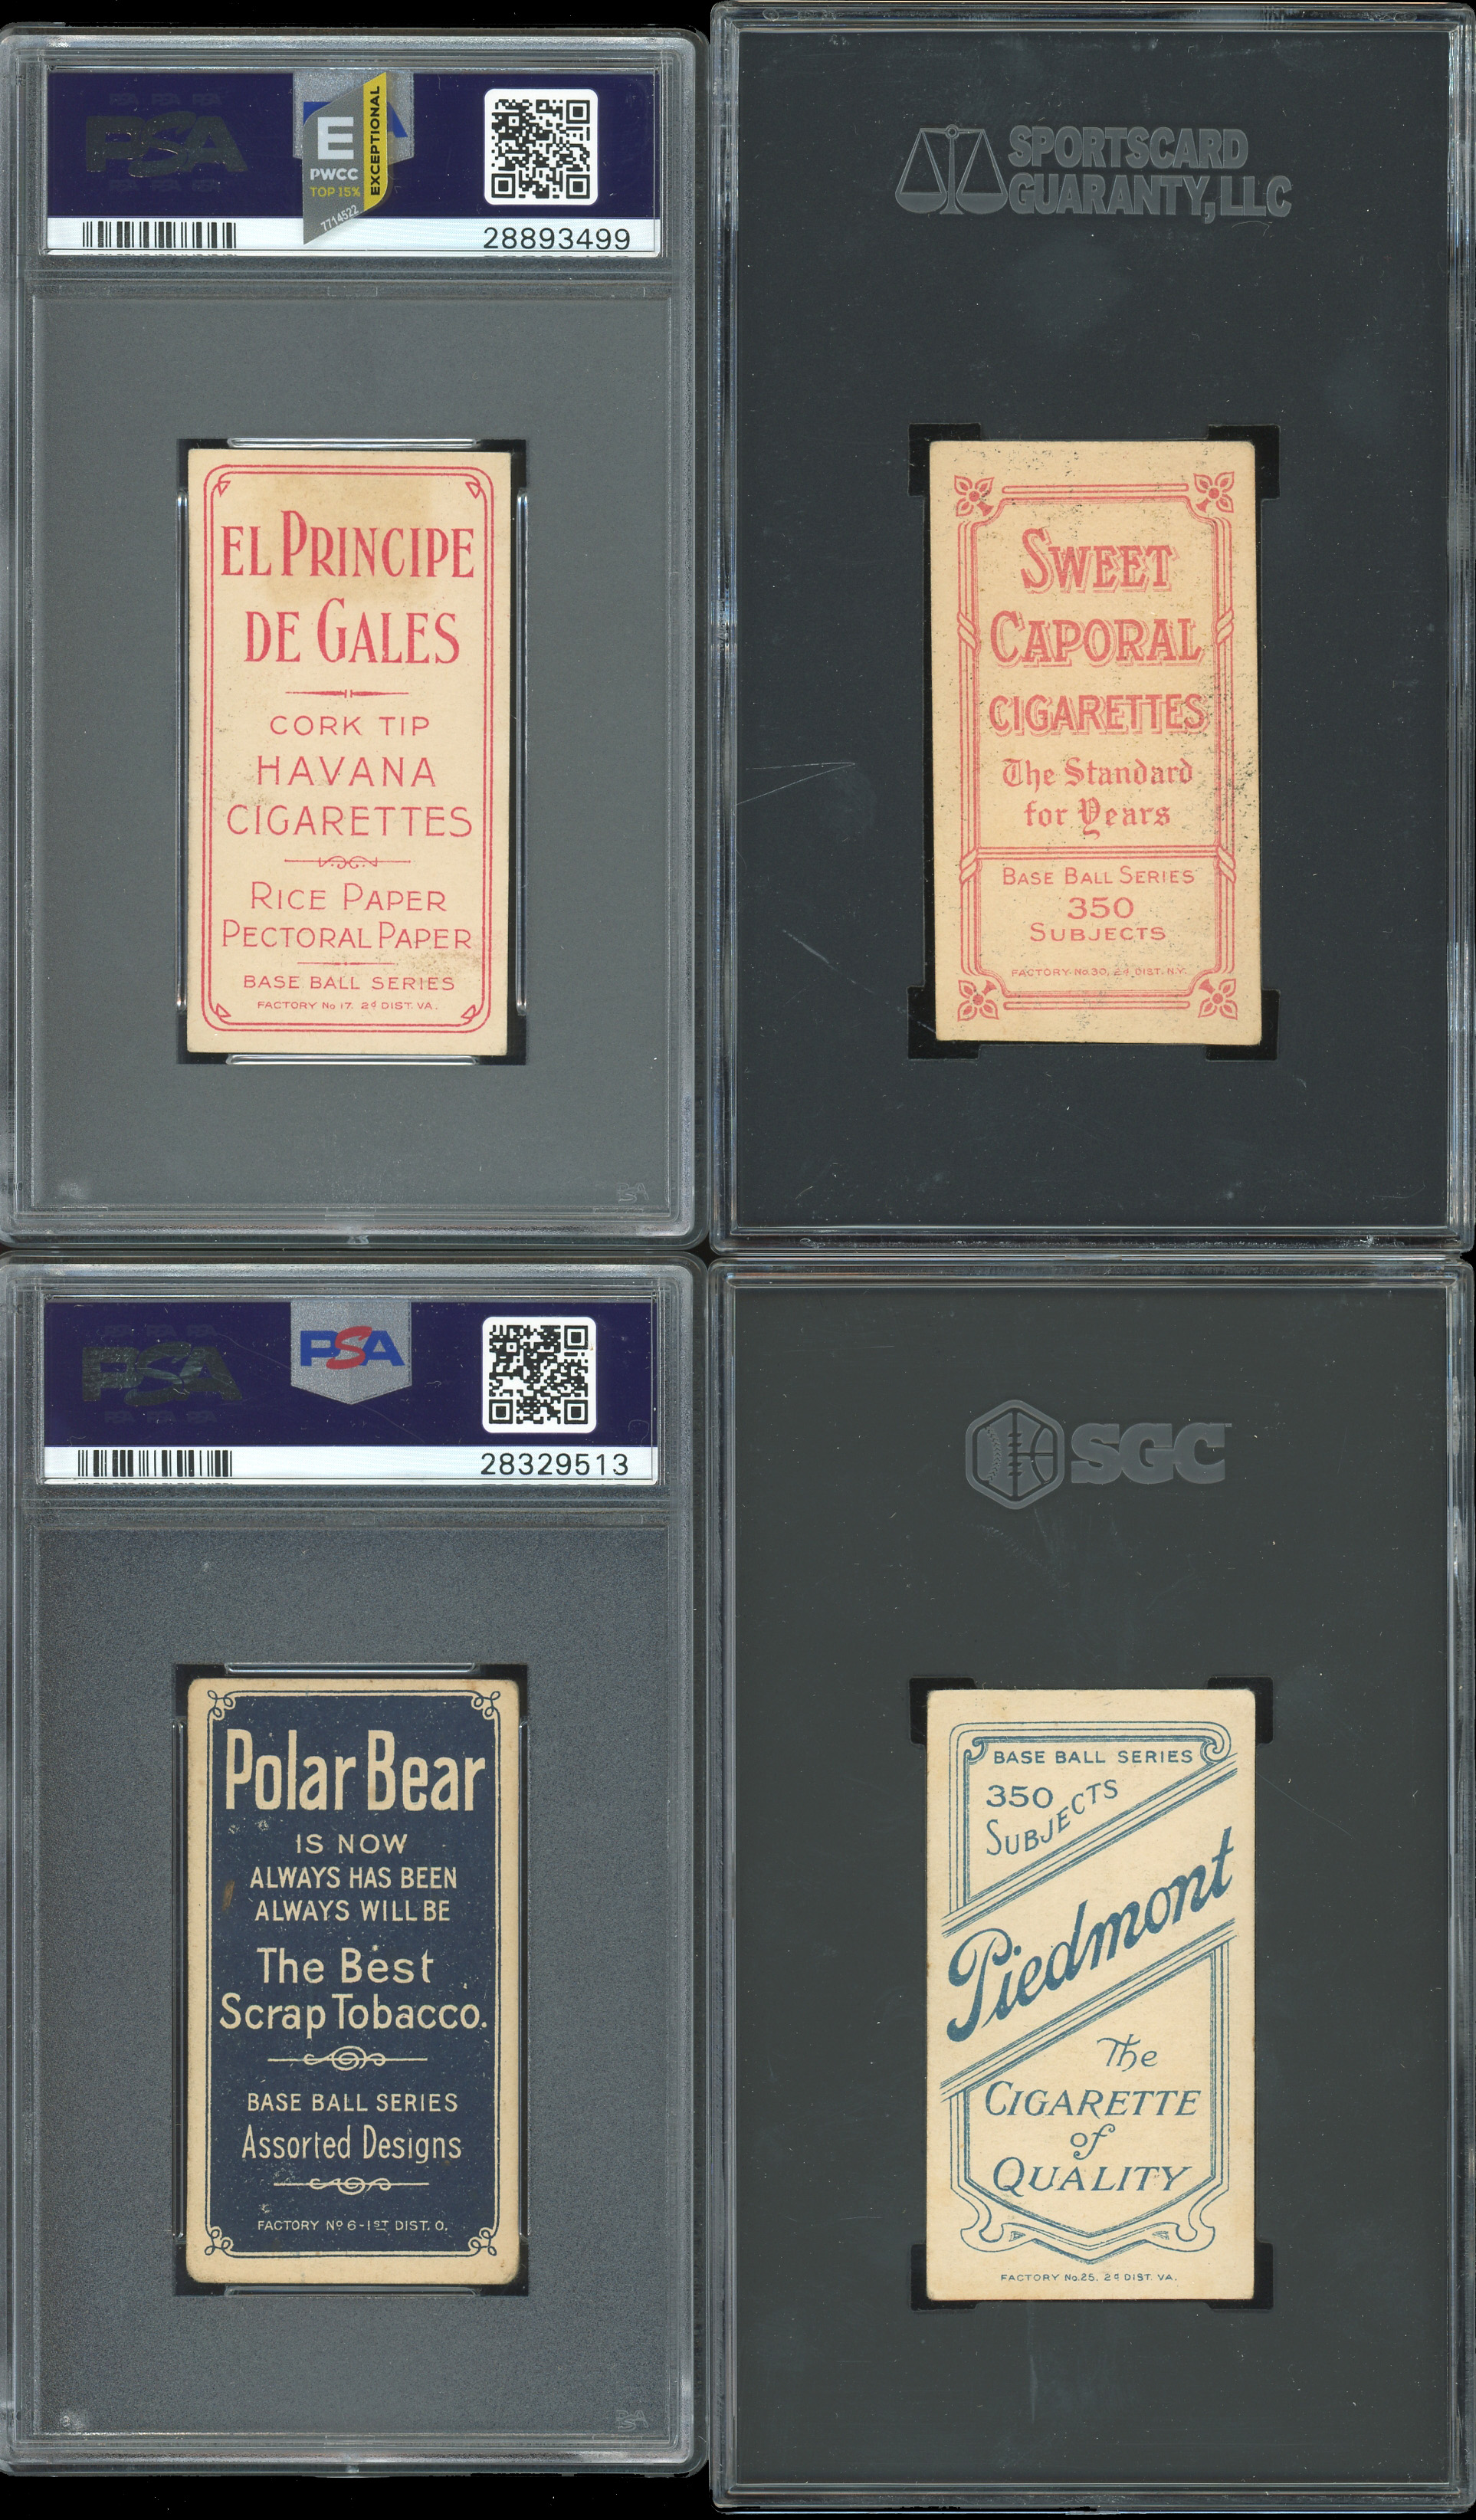 PSA
E
PWCC
TOP 15%
EXCEPTIONAL
7714522
28893499
EL PRINCIPE
DE GALES
CORK TIP
HAVANA
CIGARETTES
RICE PAPER
PECTORAL PAPER
BASE BALL SERIES
FACTORY No 17. 2d DIST. VA.
PSA
SPORTSCARD
GUARANTY, LLC
SWEET
CAPORAL
CIGARETTES
The Standard
for Years
BASE BALL SERIES
350
SUBJECTS
FACTORY No. 30, 2d DIST. N.Y.
PSA
PSA
28329513
Polar Bear
IS NOW
ALWAYS HAS BEEN
ALWAYS WILL BE
The Best
Scrap Tobacco.
BASE BALL SERIES
Assorted Designs
FACTORY No 6-1ST DIST. O.
PSA
SGC
BASE BALL SERIES
350
SUBJECTS
Piedmont
The
CIGARETTE
of
QUALITY
FACTORY No. 25. 2d DIST. VA.